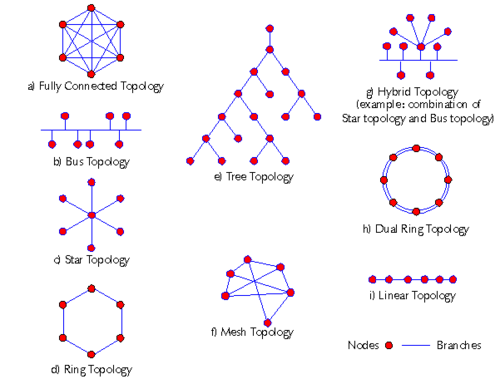 a) Fully Connected Topology
b) Bus Topology
c) Star Topology
d) Ring Topology
e) Tree Topology
f) Mesh Topology
g) Hybrid Topology
(example: combination of
Star topology and Bus topology)
h) Dual Ring Topology
i) Linear Topology
Nodes
Branches